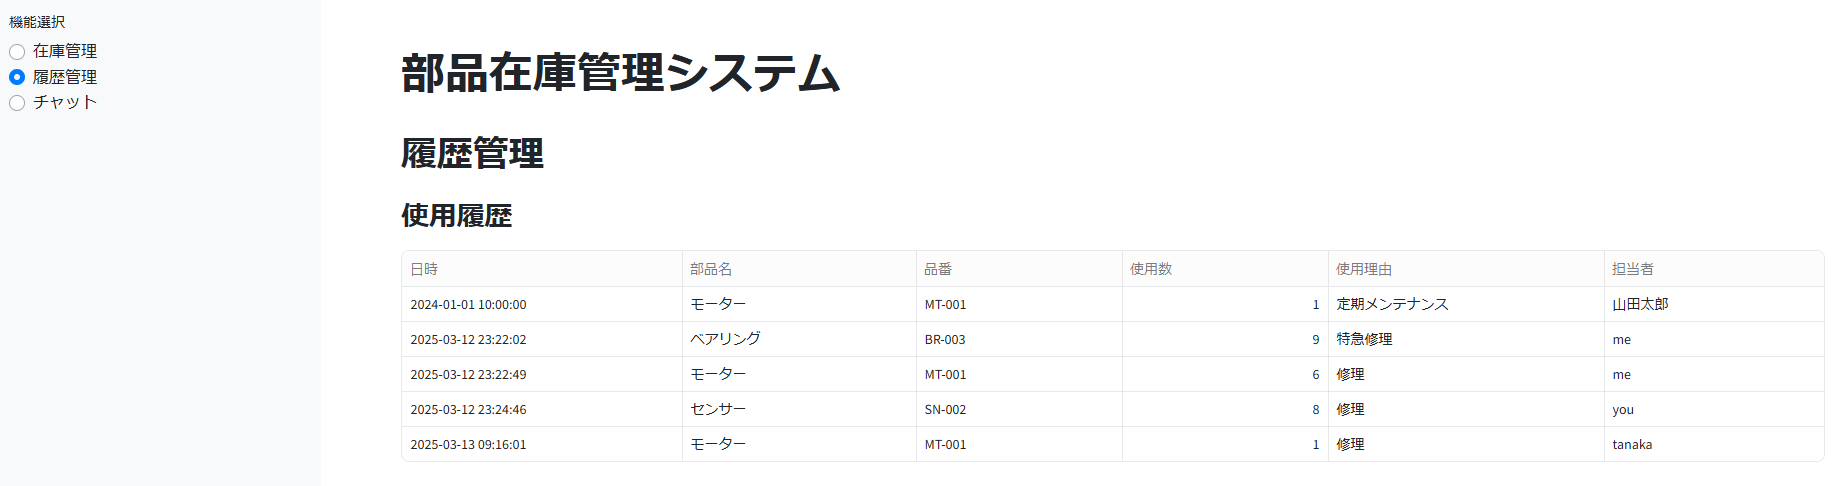 機能選択
在庫管理
履歴管理
チャット
部品在庫管理システム
履歴管理
使用履歴
日時 部品名 品番 使用数 使用理由 担当者
2024-01-01 10:00:00 モーター MT-001 1 定期メンテナンス 山田太郎
2025-03-12 23:22:02 ベアリング BR-003 9 特急修理 me
2025-03-12 23:22:49 モーター MT-001 6 修理 me
2025-03-12 23:24:46 センサー SN-002 8 修理 you
2025-03-13 09:16:01 モーター MT-001 1 修理 tanaka